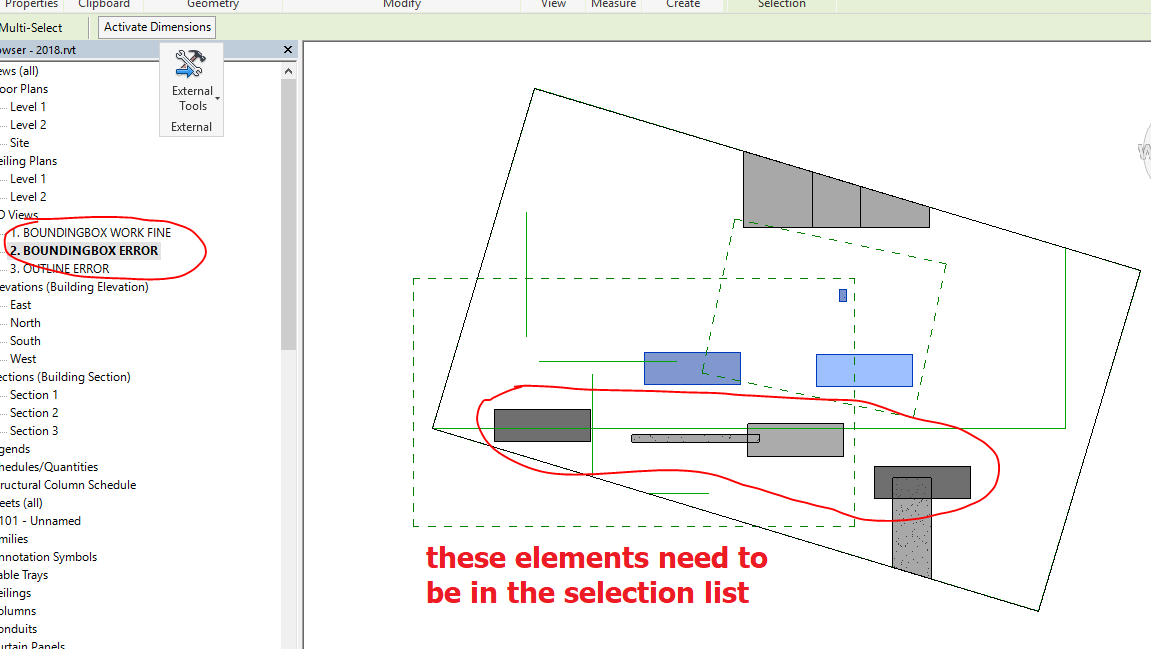 Properties Clipboard Geometry Modify View Measure Create Selection
Multi-Select Activate Dimensions
owser - 2018.rvt
External
Tools
External
ews (all)
oor Plans
Level 1
Level 2
Site
eiling Plans
Level 1
Level 2
D Views
1. BOUNDINGBOX WORK FINE
2. BOUNDINGBOX ERROR
3. OUTLINE ERROR
levations (Building Elevation)
East
North
South
West
ections (Building Section)
Section 1
Section 2
Section 3
gends
hedules/Quantities
tructural Column Schedule
eets (all)
101 - Unnamed
milies
nnotation Symbols
able Trays
eilings
olumns
onduits
urtain Panels
W
these elements need to
be in the selection list